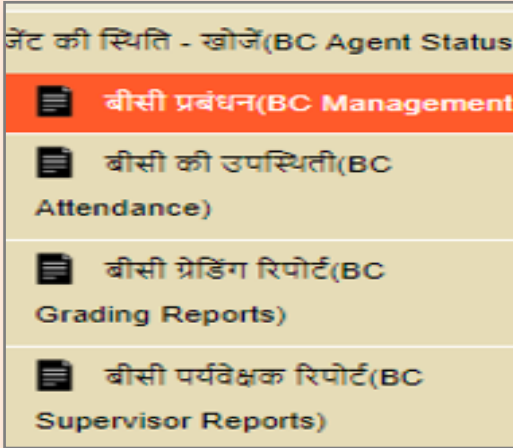 जेंट की स्थिति - खोजें(BC Agent Status
बीसी प्रबंधन(BC Management
बीसी की उपस्थिती(BC
Attendance)
बीसी ग्रेडिंग रिपोर्ट(BC
Grading Reports)
बीसी पर्यवेक्षक रिपोर्ट(BC
Supervisor Reports)